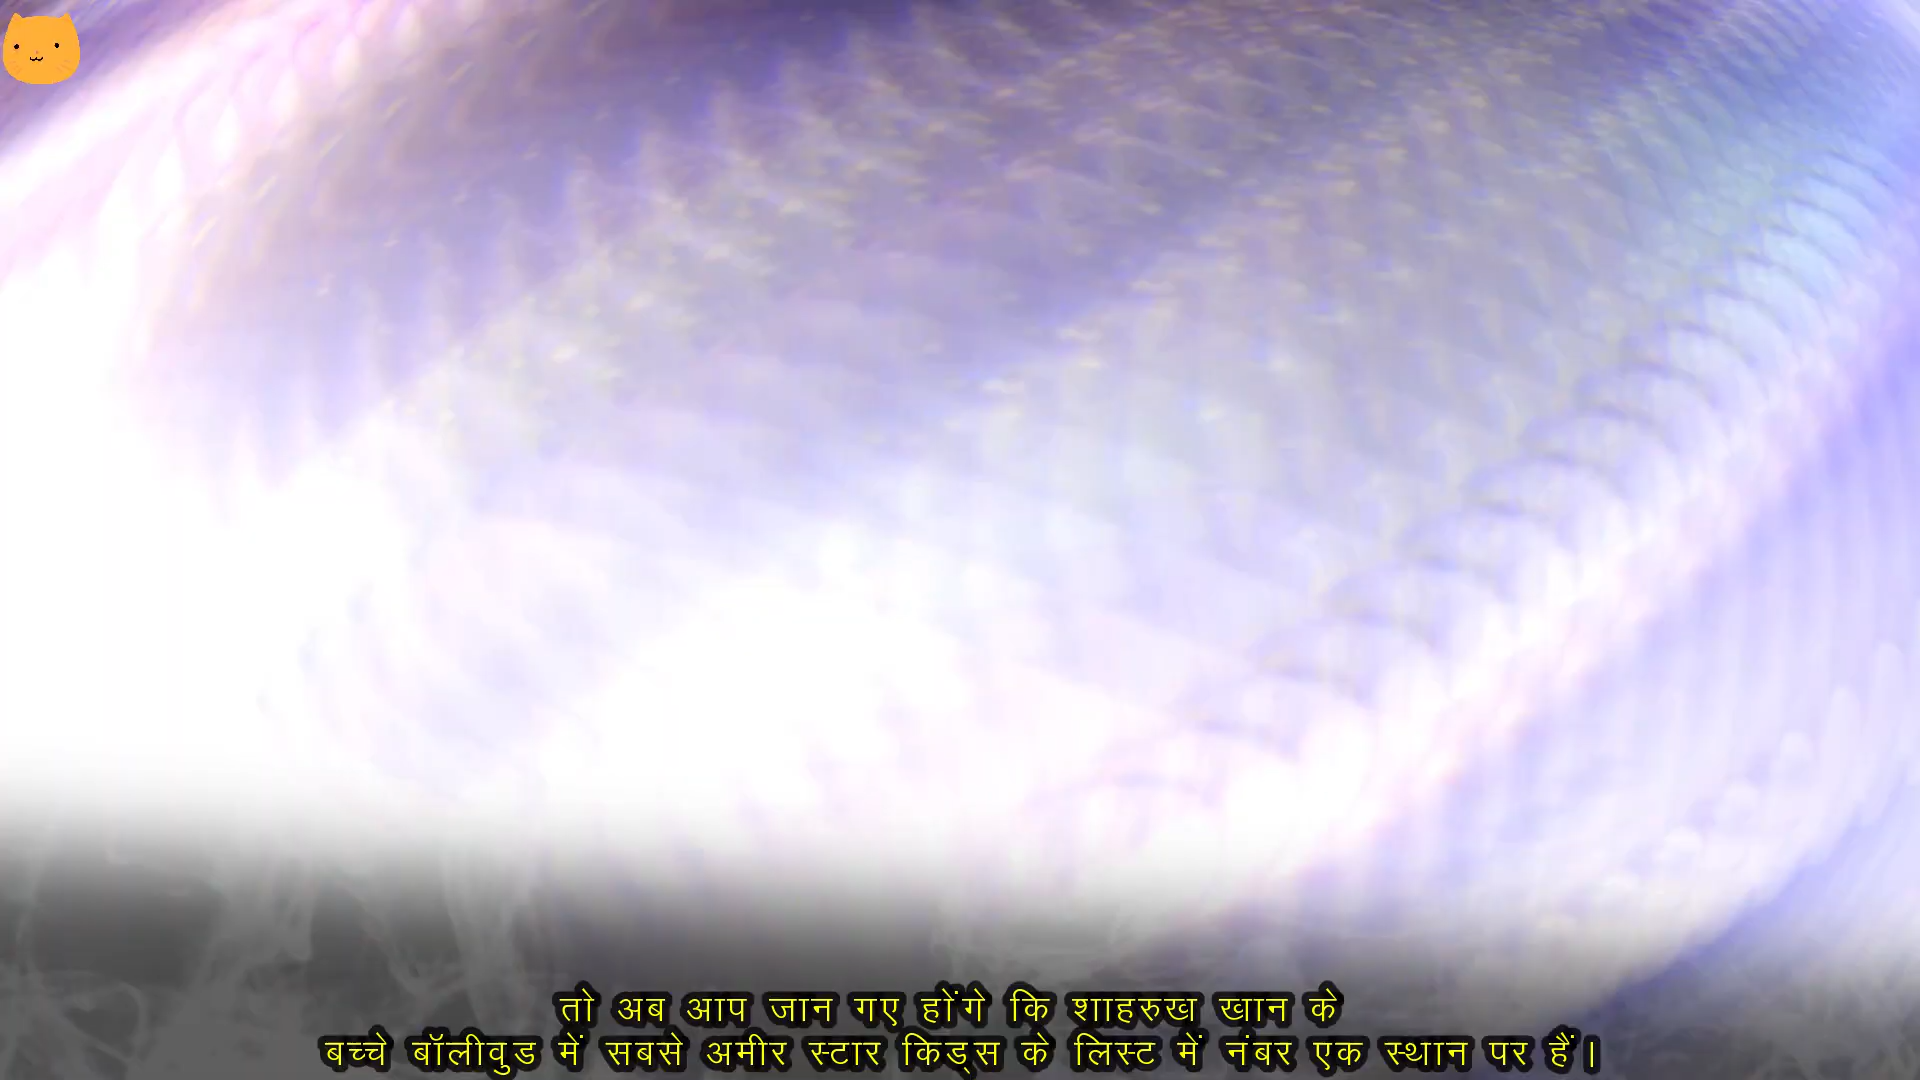 तो अब आप जान गए होंगे कि शाहरुख खान के
बच्चे बॉलीवुड में सबसे अमीर स्टार किड्स के लिस्ट में नंबर एक स्थान पर हैं।